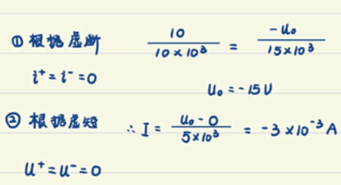 ① 根据虚断 10/(10×10³) = -u₀/(15×10³)
i⁺=i⁻=0
u₀=-15V
② 根据虚短 ∴ I = (u₀-0)/(5×10³) = -3×10⁻³A
u⁺=u⁻=0